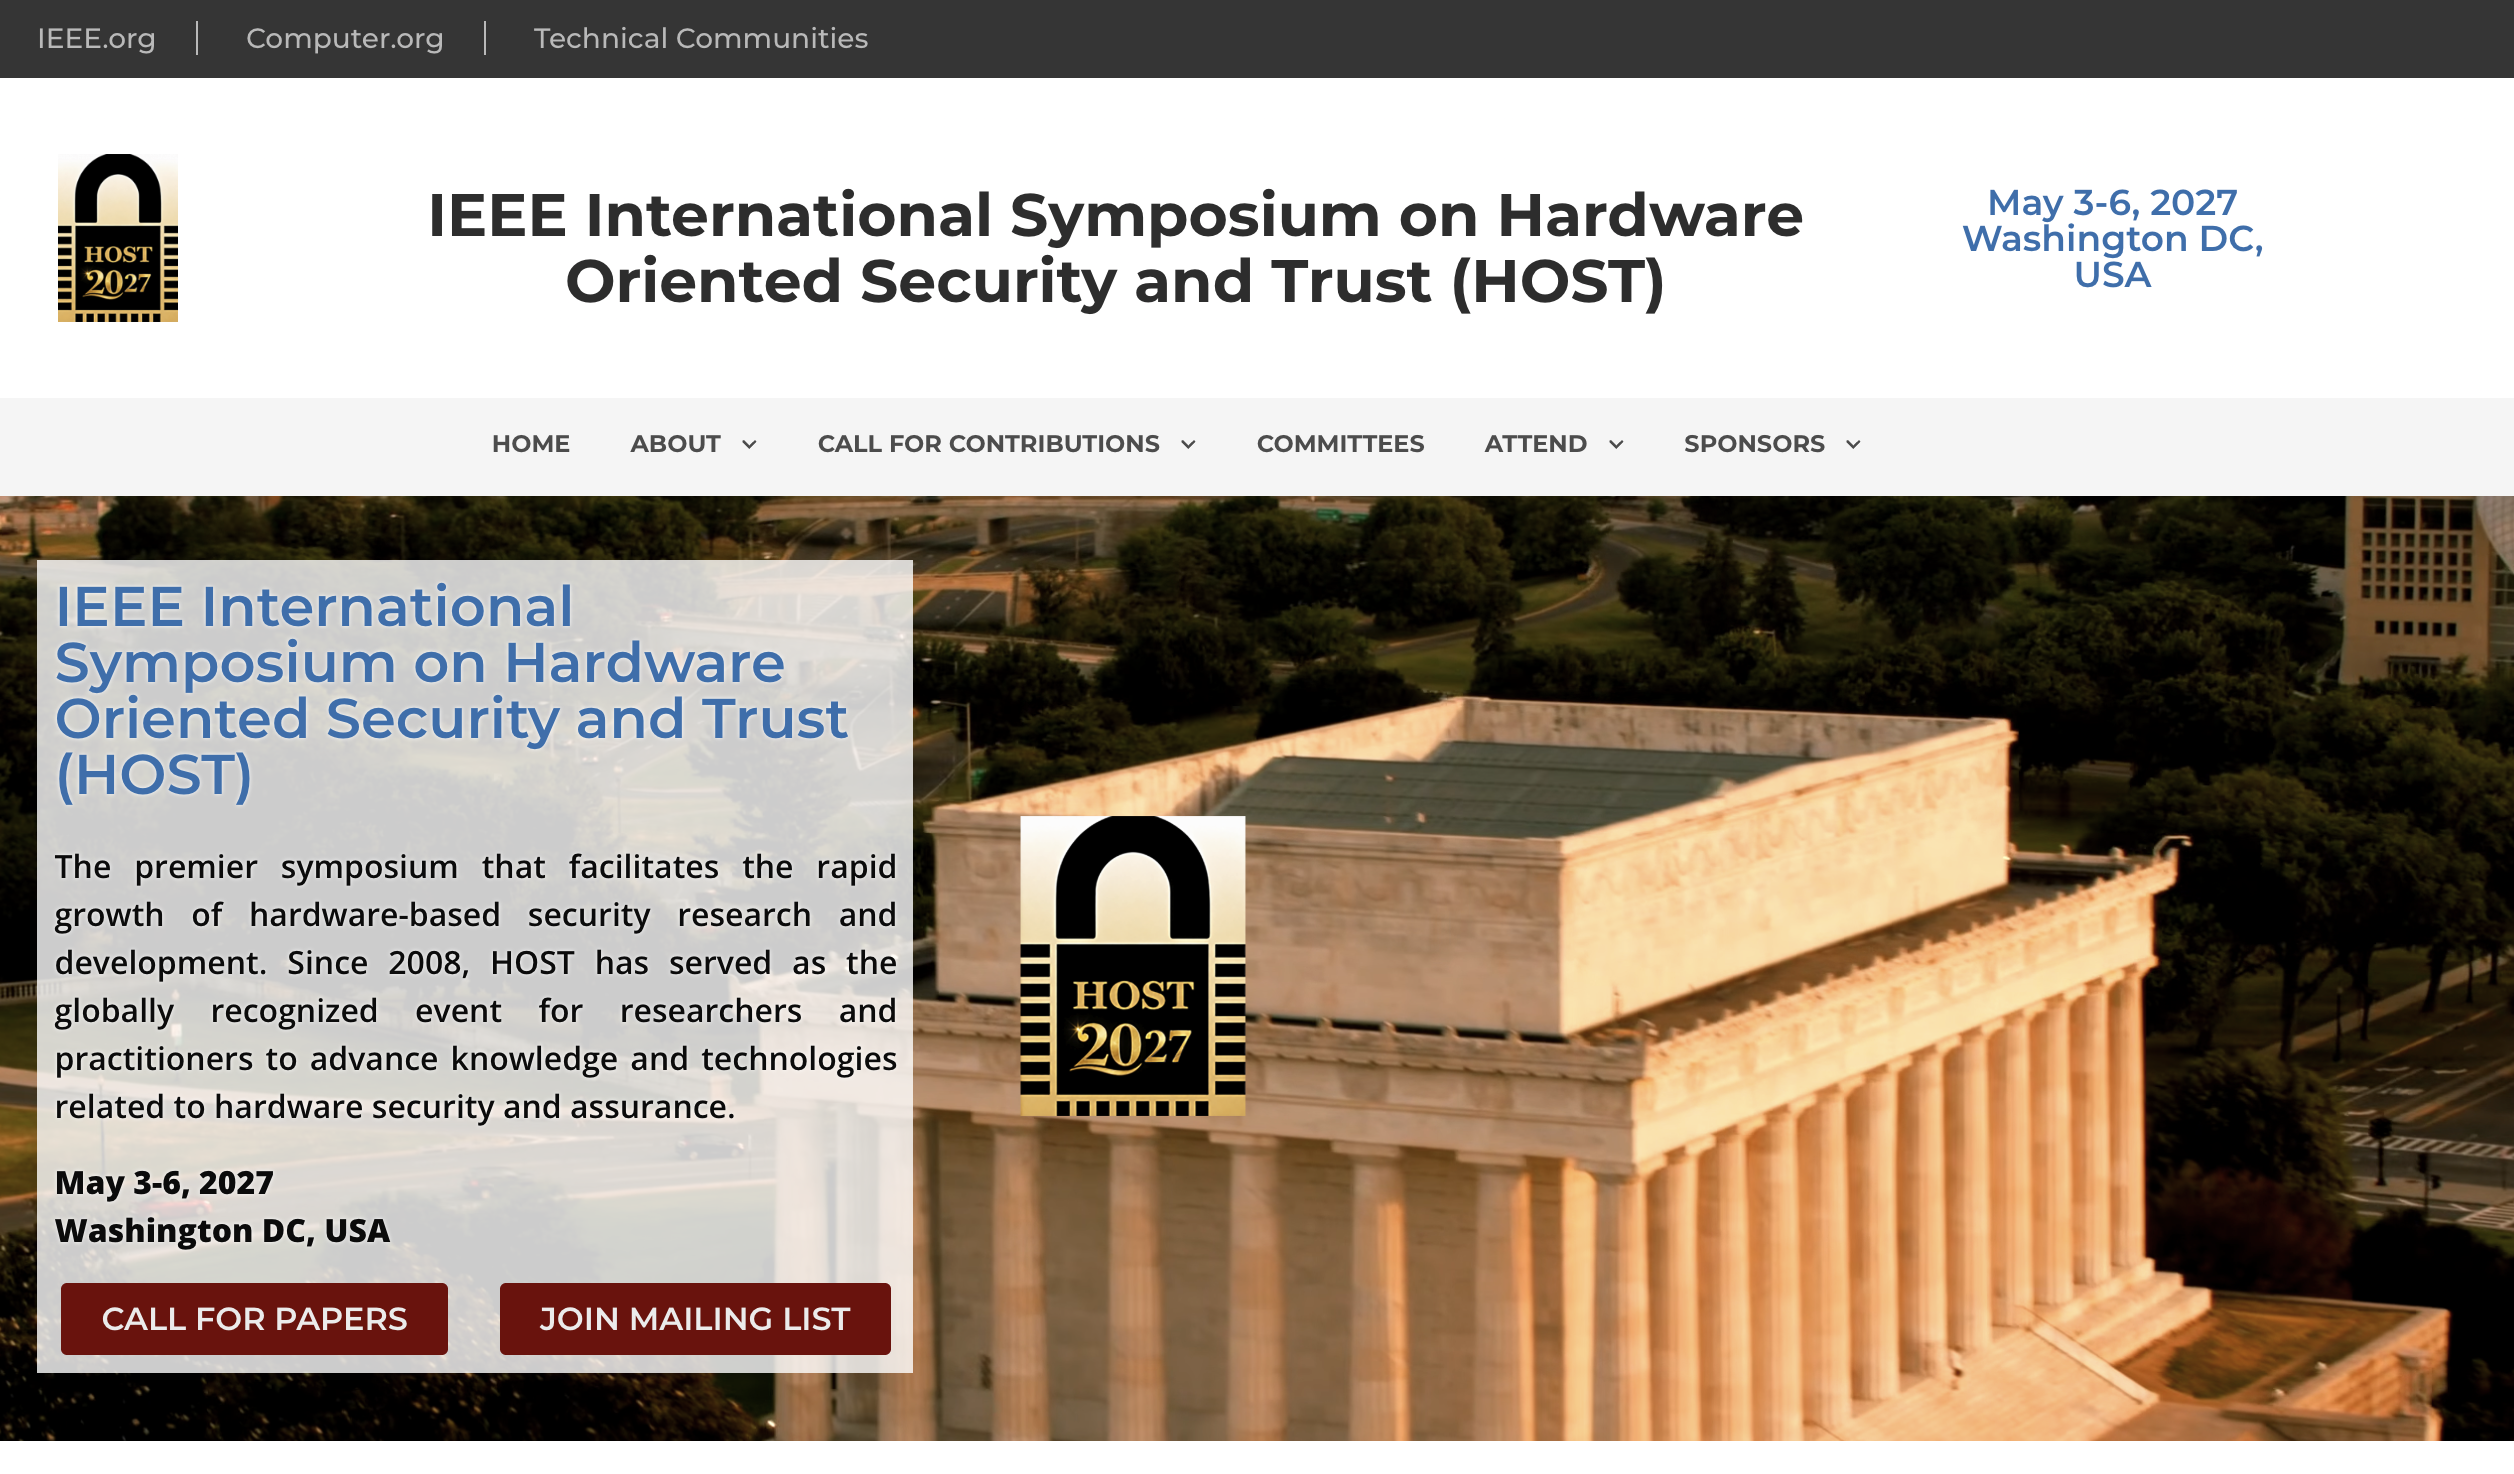 IEEE.org
Computer.org
Technical Communities
HOST
2027
IEEE International Symposium on Hardware
Oriented Security and Trust (HOST)
May 3-6, 2027
Washington DC,
USA
HOME ABOUT CALL FOR CONTRIBUTIONS COMMITTEES ATTEND SPONSORS
IEEE International
Symposium on Hardware
Oriented Security and Trust
(HOST)
The premier symposium that facilitates the rapid
growth of hardware-based security research and
development. Since 2008, HOST has served as the
globally recognized event for researchers and
practitioners to advance knowledge and technologies
related to hardware security and assurance.
May 3-6, 2027
Washington DC, USA
CALL FOR PAPERS
JOIN MAILING LIST
HOST
2027